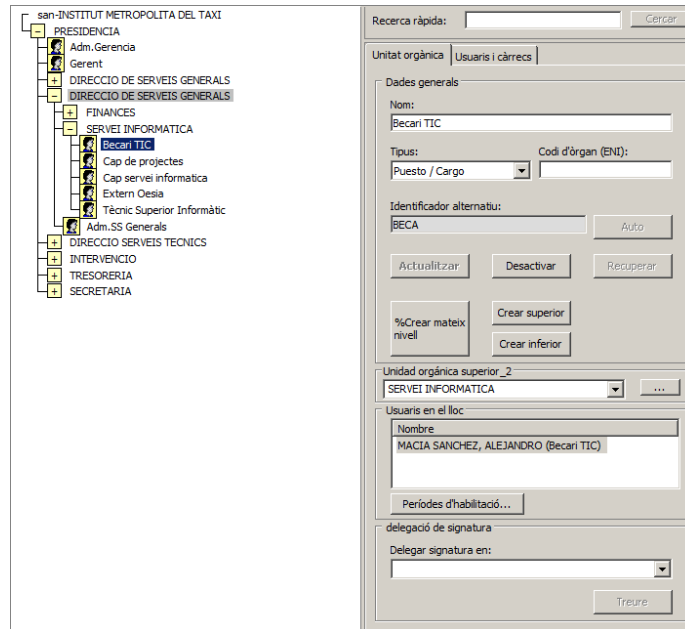 san-INSTITUT METROPOLITA DEL TAXI
PRESIDENCIA
Adm.Gerencia
Gerent
DIRECCIO DE SERVEIS GENERALS
DIRECCIO DE SERVEIS GENERALS
FINANCES
SERVEI INFORMATICA
Becari TIC
Cap de projectes
Cap servei informatica
Extern Oesia
Tècnic Superior Informàtic
Adm.SS Generals
DIRECCIO SERVEIS TECNICS
INTERVENCIO
TRESORERIA
SECRETARIA
Recerca ràpida:
Cercar
Unitat orgànica
Usuaris i càrrecs
Dades generals
Nom:
Becari TIC
Tipus:
Codi d'òrgan (ENI):
Puesto / Cargo
Identificador alternatiu:
BECA
Auto
Actualitzar
Desactivar
Recuperar
%Crear mateix
nivell
Crear superior
Crear inferior
Unidad orgánica superior_2
SERVEI INFORMATICA
...
Usuaris en el lloc
Nombre
MACIA SANCHEZ, ALEJANDRO (Becari TIC)
Períodes d'habilitació...
delegació de signatura
Delegar signatura en:
Treure